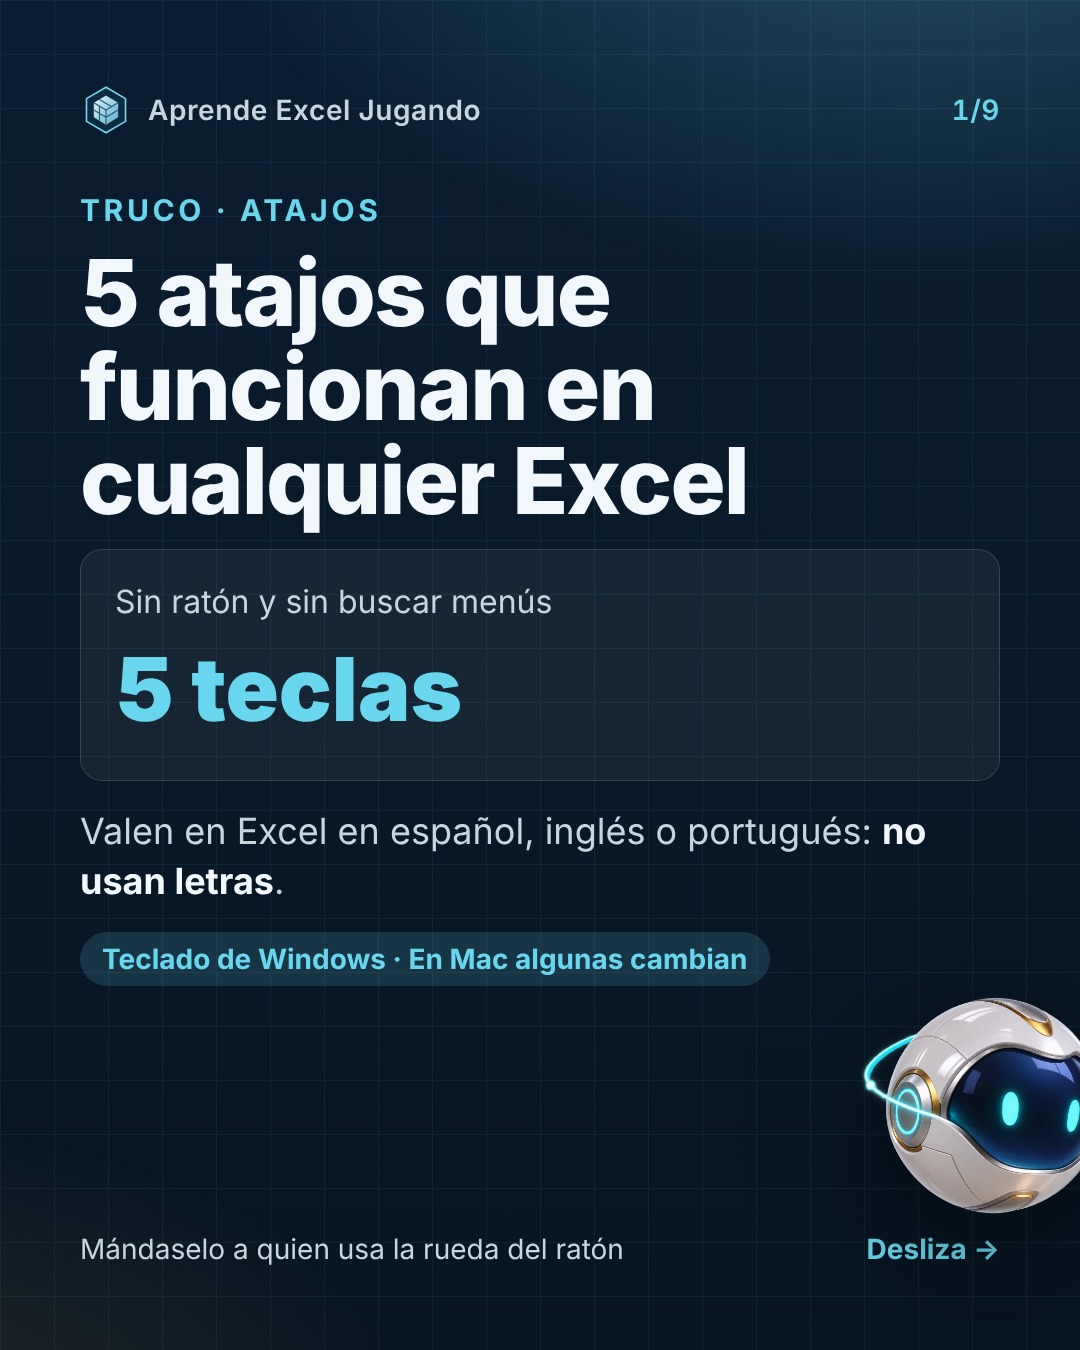 Aprende Excel Jugando
1/9
TRUCO · ATAJOS
5 atajos que
funcionan en
cualquier Excel
Sin ratón y sin buscar menús
5 teclas
Valen en Excel en español, inglés o portugués: no
usan letras.
Teclado de Windows · En Mac algunas cambian
Mándaselo a quien usa la rueda del ratón
Desliza →